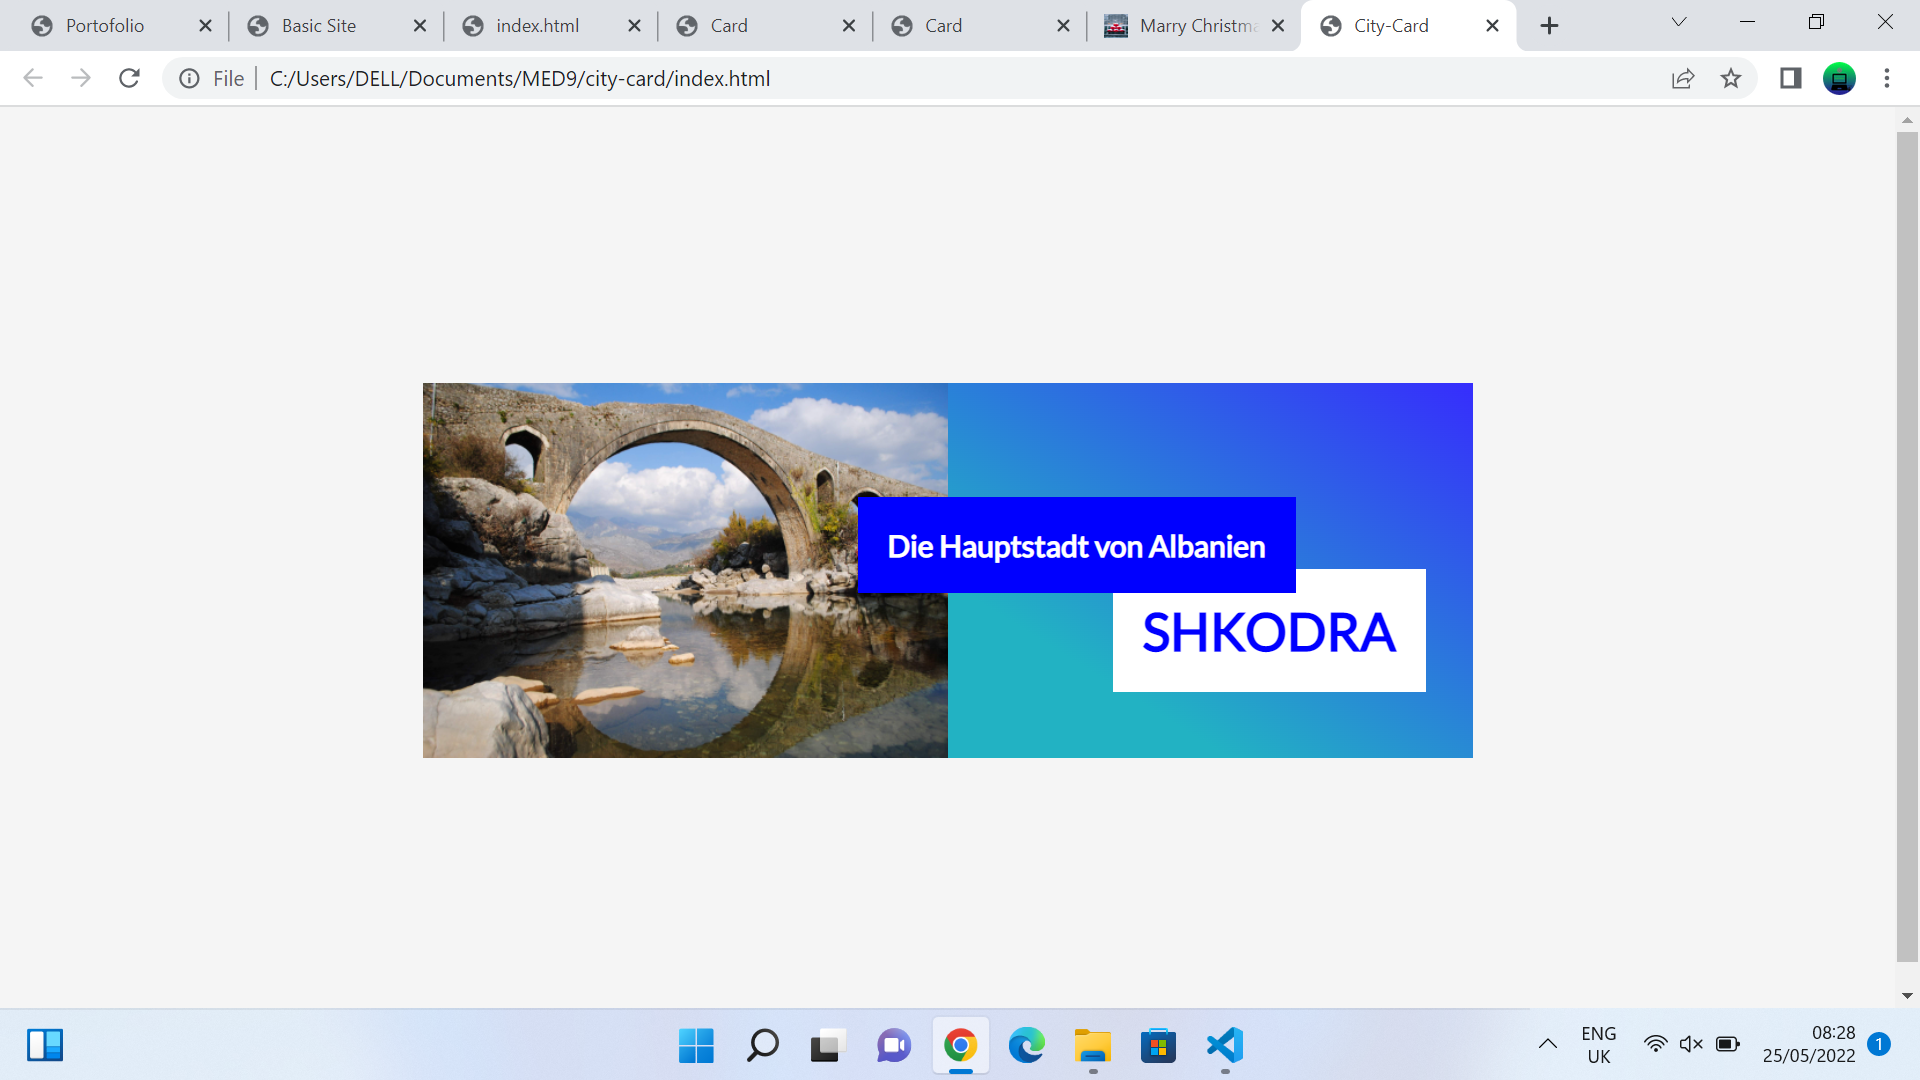 Portofolio
Basic Site
index.html
Card
Card
Marry Christma
City-Card
File
C:/Users/DELL/Documents/MED9/city-card/index.html
Die Hauptstadt von Albanien
SHKODRA
ENG
UK
08:28
25/05/2022
1